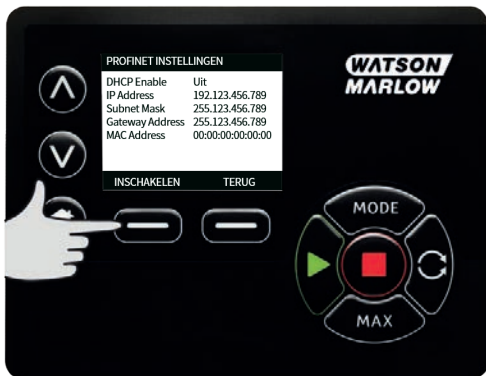 PROFINET INSTELLINGEN
DHCP Enable Uit
IP Address 192.123.456.789
Subnet Mask 255.123.456.789
Gateway Address 255.123.456.789
MAC Address 00:00:00:00:00:00
INSCHAKELEN TERUG
WATSON
MARLOW
MODE
MAX